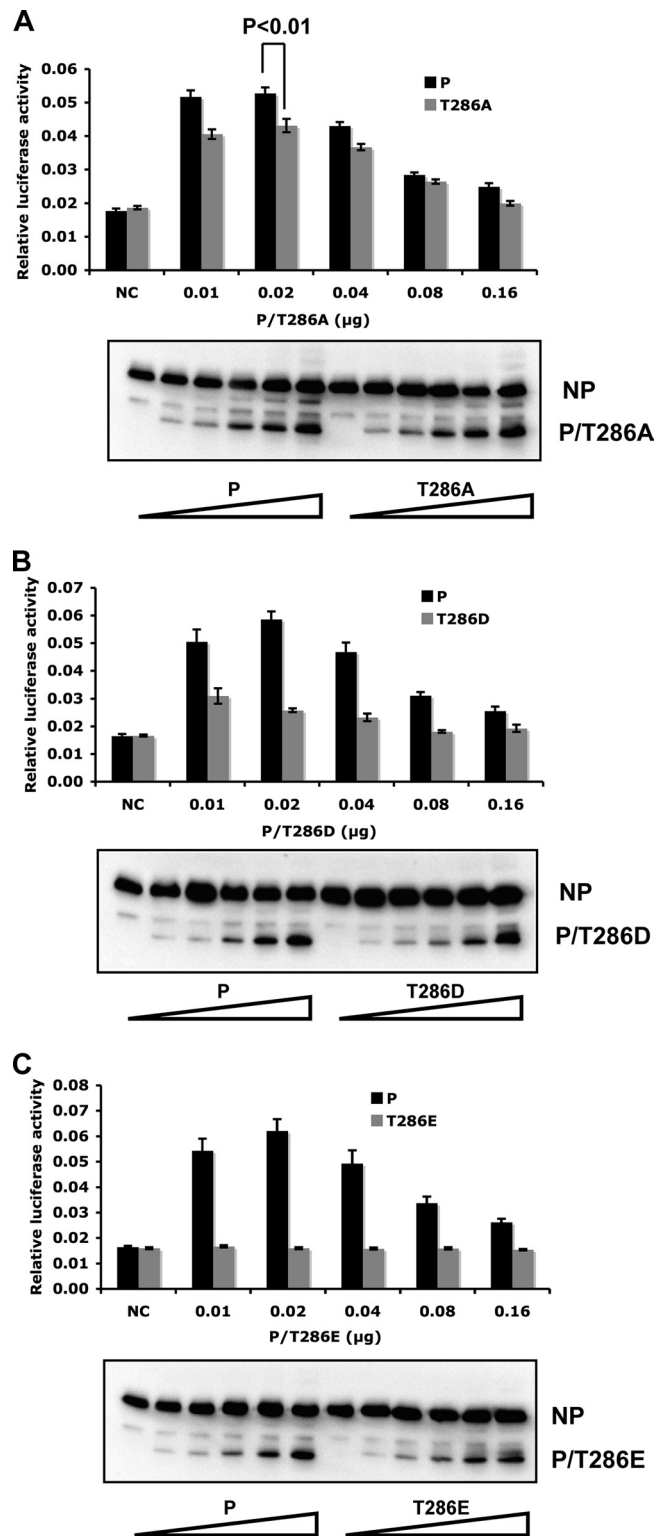 A
P<0.01
Relative luciferase activity
0.06
0.05
0.04
0.03
0.02
0.01
0.00
P
T286A
NC 0.01 0.02 0.04 0.08 0.16
P/T286A (µg)
NP
P/T286A
P T286A
B
Relative luciferase activity
0.07
0.06
0.05
0.04
0.03
0.02
0.01
0.00
P
T286D
NC 0.01 0.02 0.04 0.08 0.16
P/T286D (µg)
NP
P/T286D
P T286D
C
Relative luciferase activity
0.08
0.07
0.06
0.05
0.04
0.03
0.02
0.01
0.00
P
T286E
NC 0.01 0.02 0.04 0.08 0.16
P/T286E (µg)
NP
P/T286E
P T286E